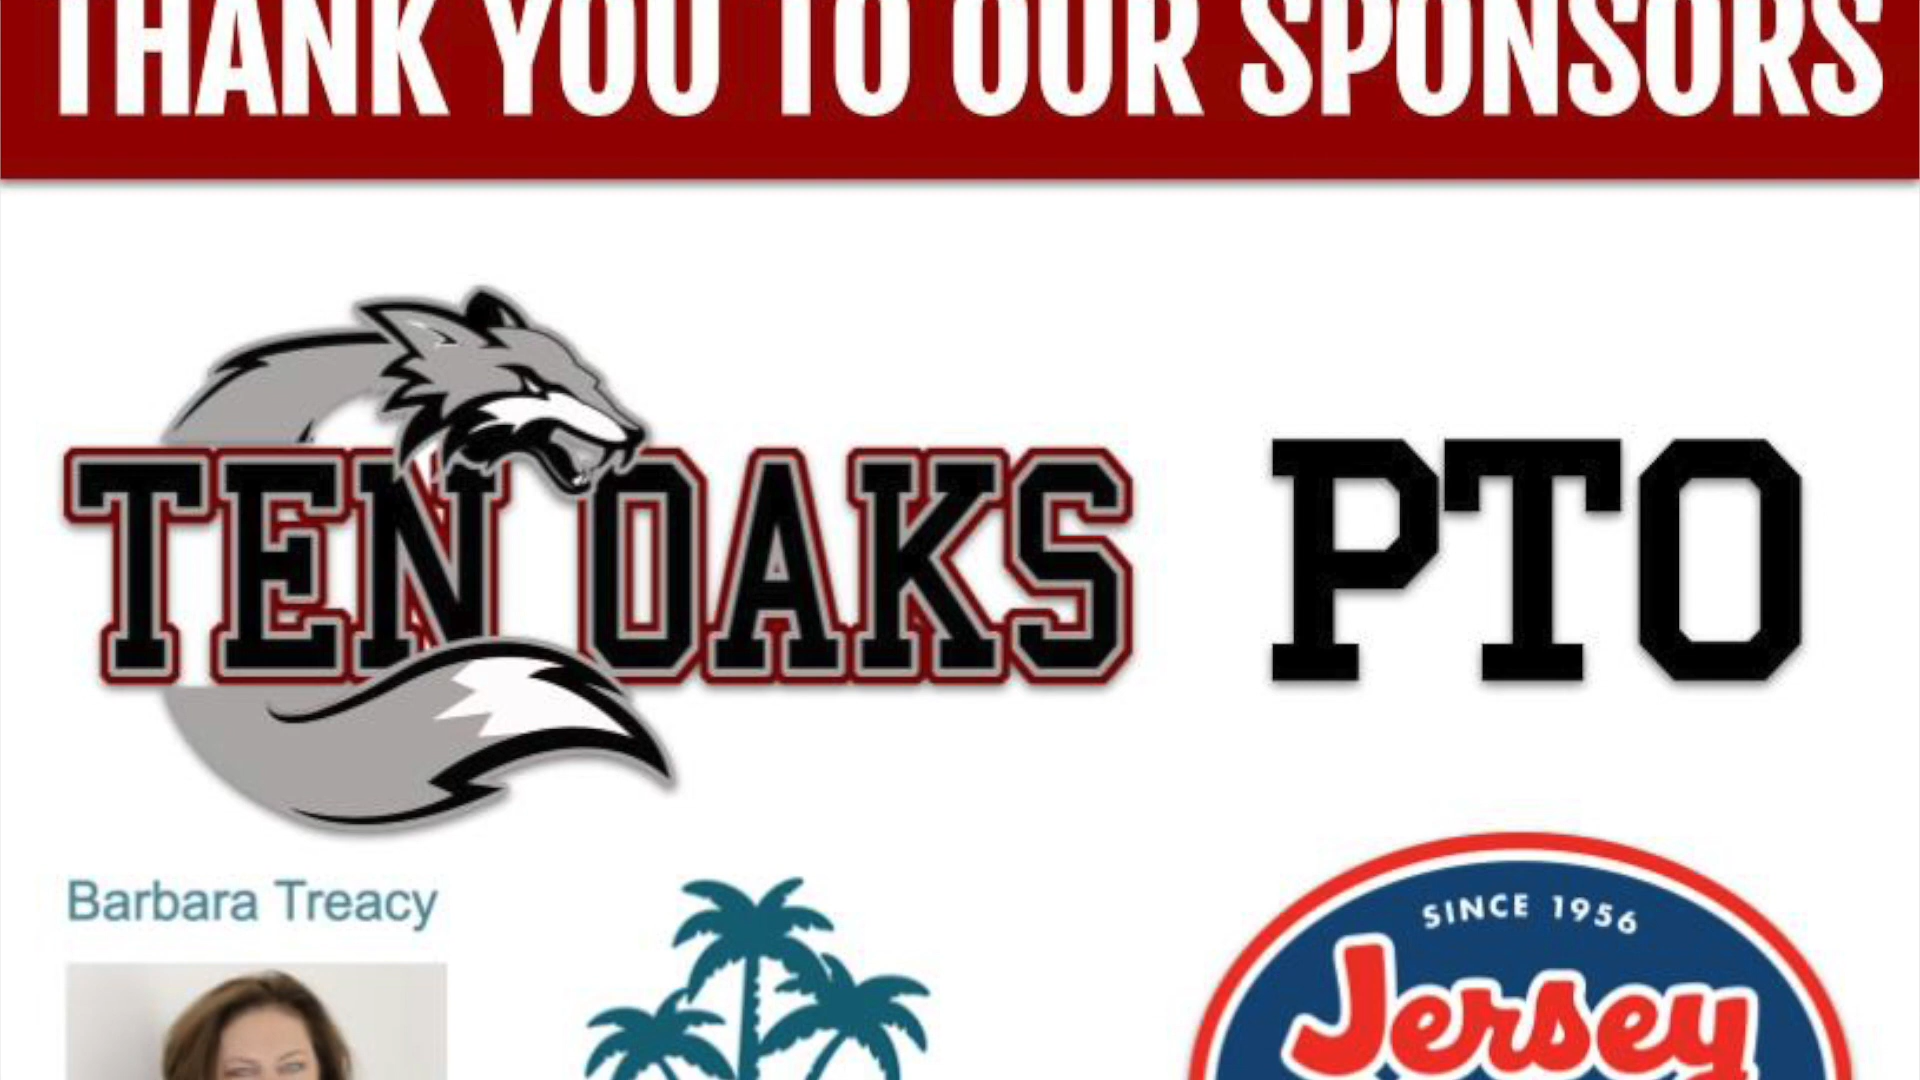 THANK YOU TO OUR SPONSORS
TEN OAKS PTO
Barbara Treacy
SINCE 1956
Jersey